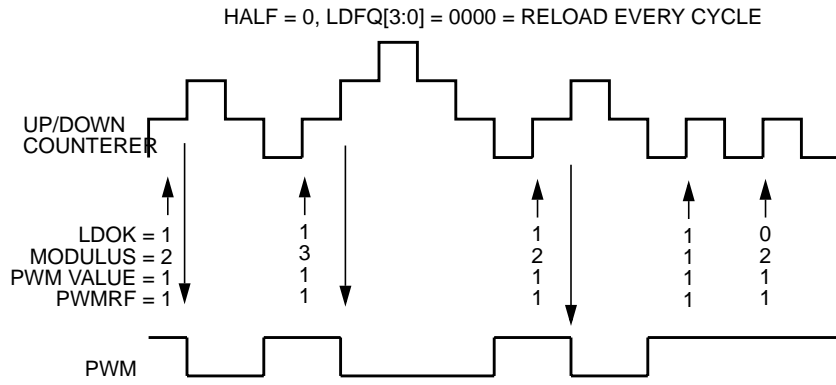 HALF = 0, LDFQ[3:0] = 0000 = RELOAD EVERY CYCLE
UP/DOWN
COUNTERER
LDOK = 1 1 1 1 0
MODULUS = 2 3 2 1 2
PWM VALUE = 1 1 1 1 1
PWMRF = 1 1 1 1 1
PWM